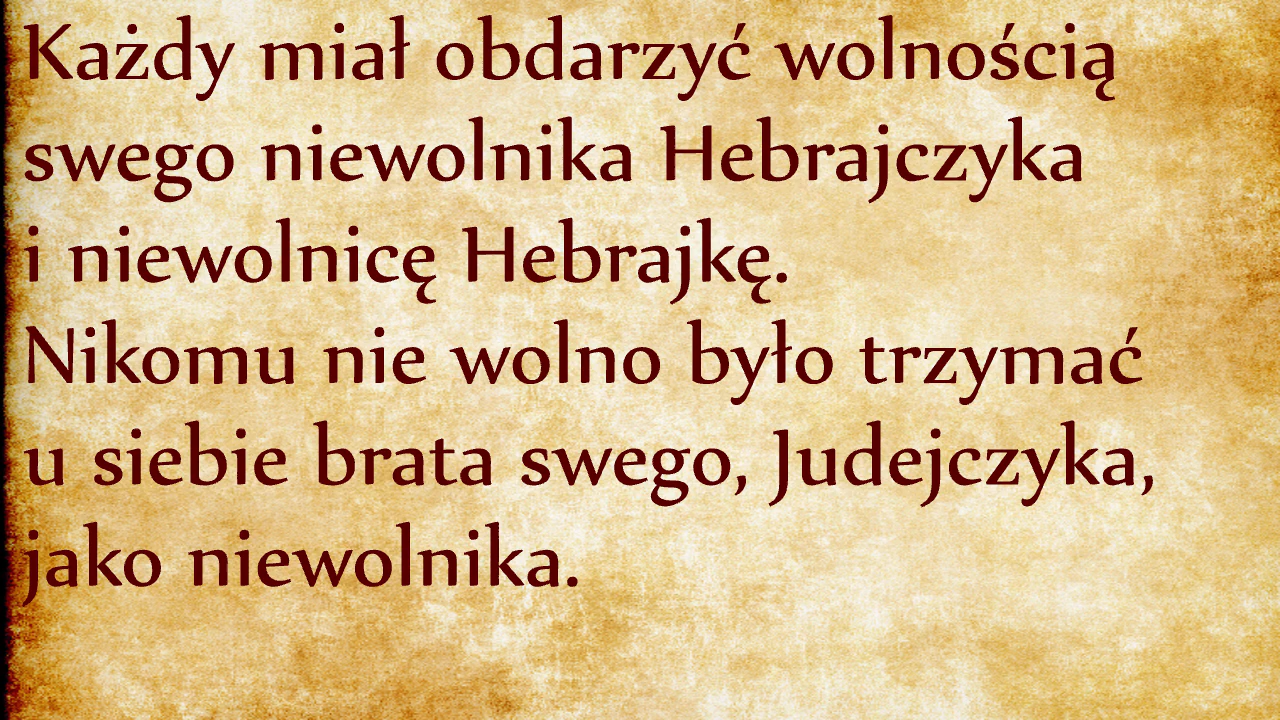 Każdy miał obdarzyć wolnością
swego niewolnika Hebrajczyka
i niewolnicę Hebrajkę.
Nikomu nie wolno było trzymać
u siebie brata swego, Judejczyka,
jako niewolnika.